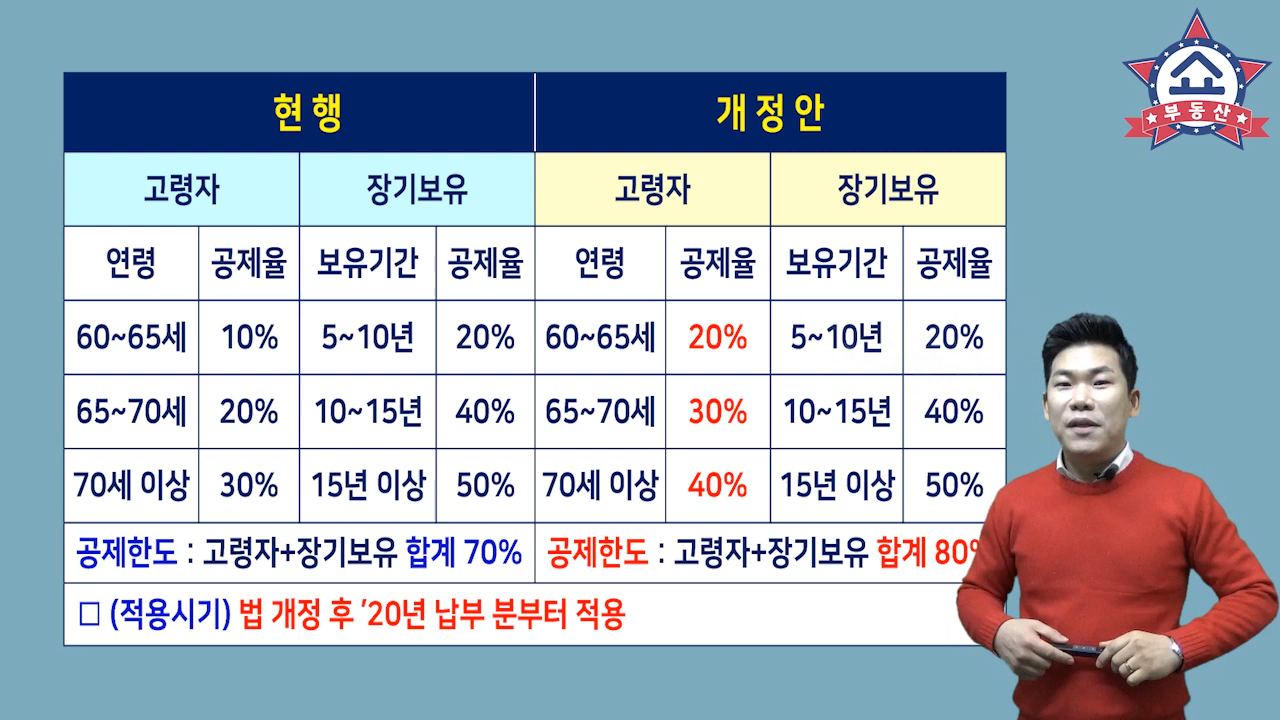 현 행 개 정 안
고령자 장기보유 고령자 장기보유
연령 공제율 보유기간 공제율 연령 공제율 보유기간 공제율
60~65세 10% 5~10년 20% 60~65세 20% 5~10년 20%
65~70세 20% 10~15년 40% 65~70세 30% 10~15년 40%
70세 이상 30% 15년 이상 50% 70세 이상 40% 15년 이상 50%
공제한도 : 고령자+장기보유 합계 70% 공제한도 : 고령자+장기보유 합계 80%
□ (적용시기) 법 개정 후 ’20년 납부 분부터 적용
쇼
부동산